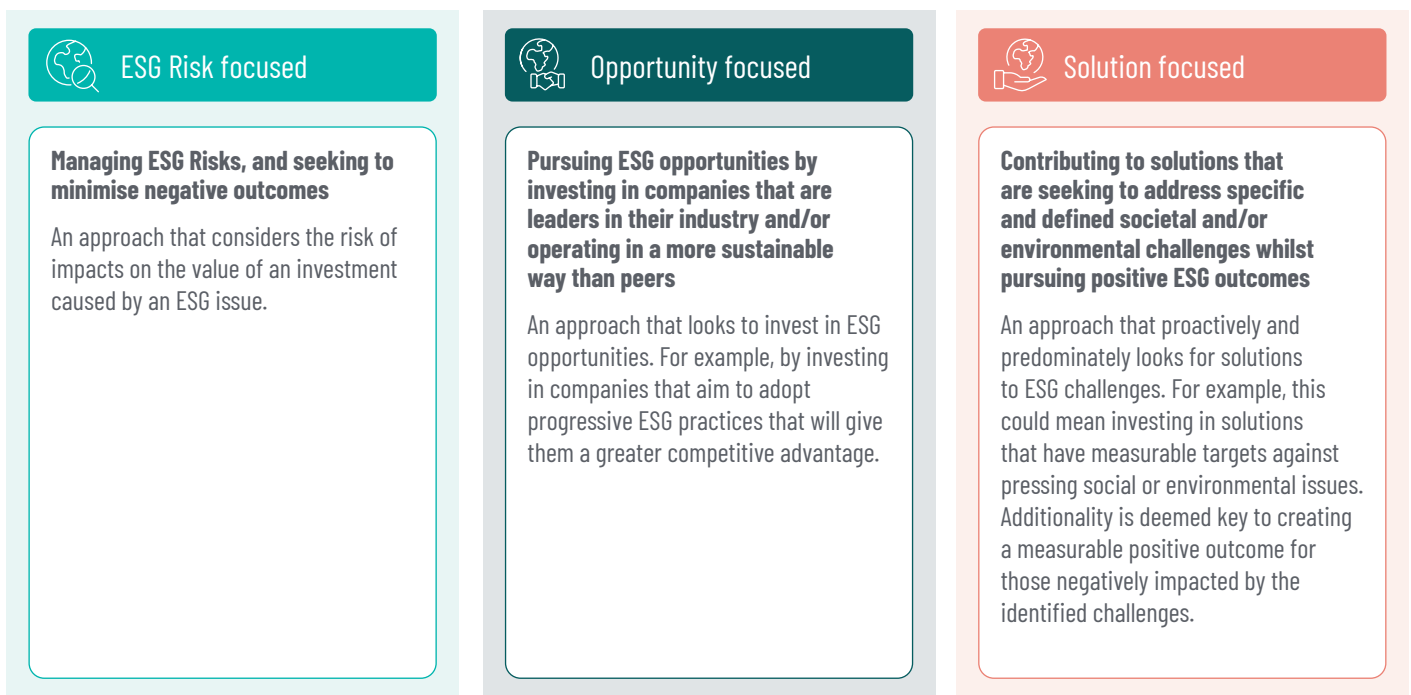 ESG Risk focused
Managing ESG Risks, and seeking to
minimise negative outcomes
An approach that considers the risk of
impacts on the value of an investment
caused by an ESG issue.
Opportunity focused
Pursuing ESG opportunities by
investing in companies that are
leaders in their industry and/or
operating in a more sustainable
way than peers
An approach that looks to invest in ESG
opportunities. For example, by investing
in companies that aim to adopt
progressive ESG practices that will give
them a greater competitive advantage.
Solution focused
Contributing to solutions that
are seeking to address specific
and defined societal and/or
environmental challenges whilst
pursuing positive ESG outcomes
An approach that proactively and
predominately looks for solutions
to ESG challenges. For example, this
could mean investing in solutions
that have measurable targets against
pressing social or environmental issues.
Additionality is deemed key to creating
a measurable positive outcome for
those negatively impacted by the
identified challenges.